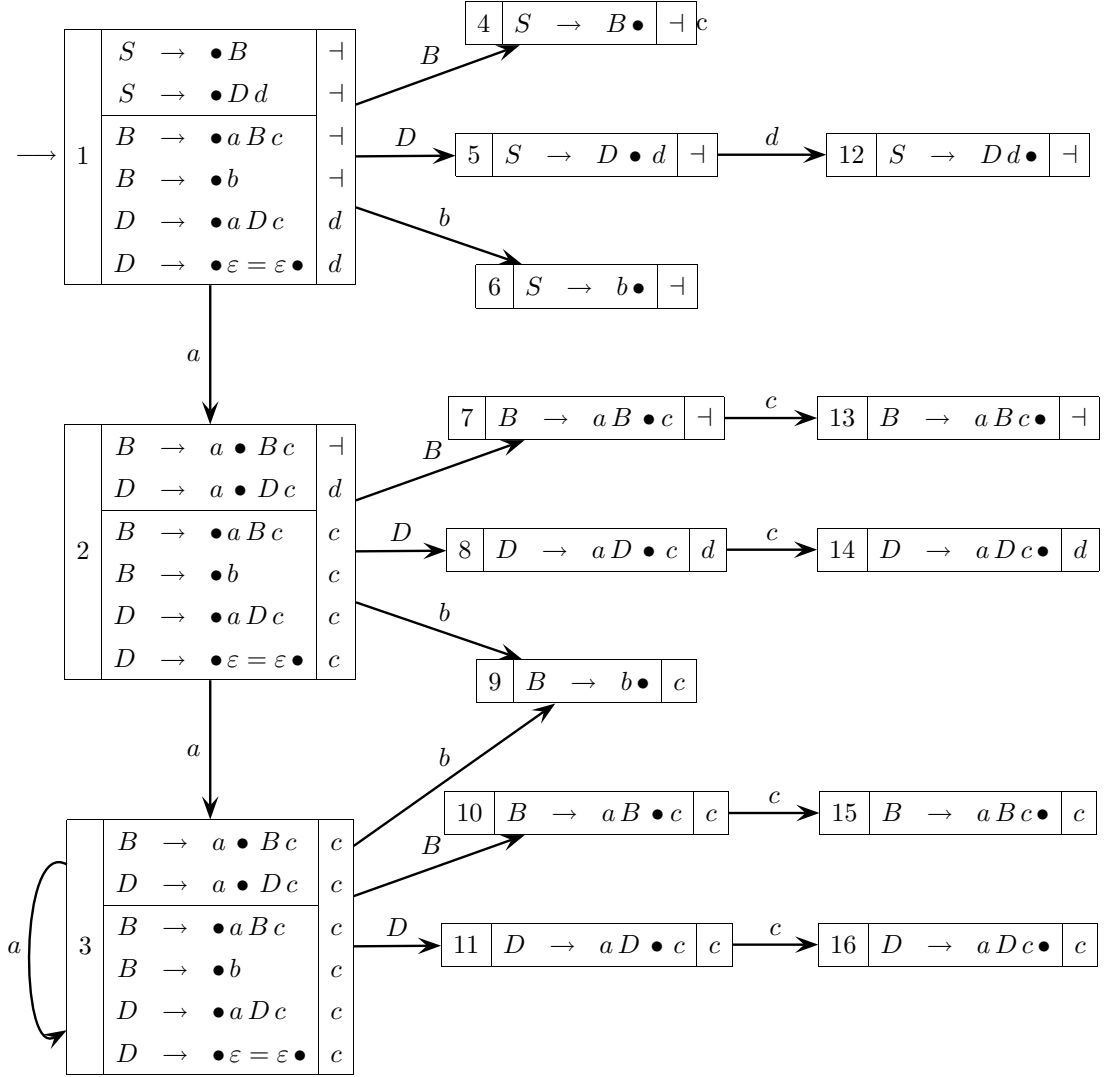 4 S → B • ⊣ c
S → • B ⊣
S → • D d ⊣
B
1 B → • a B c ⊣
D
5 S → D • d ⊣
d
12 S → D d • ⊣
B → • b ⊣
D → • a D c d
b
D → • ε = ε • d
6 S → b • ⊣
a
7 B → a B • c ⊣
c
13 B → a B c • ⊣
B → a • B c ⊣
B
D → a • D c d
2 B → • a B c c
D
8 D → a D • c d
c
14 D → a D c • d
B → • b c
D → • a D c c
b
D → • ε = ε • c
9 B → b • c
a
b
10 B → a B • c c
c
15 B → a B c • c
B → a • B c c
B
D → a • D c c
a
3 B → • a B c c
D
11 D → a D • c c
c
16 D → a D c • c
B → • b c
D → • a D c c
D → • ε = ε • c